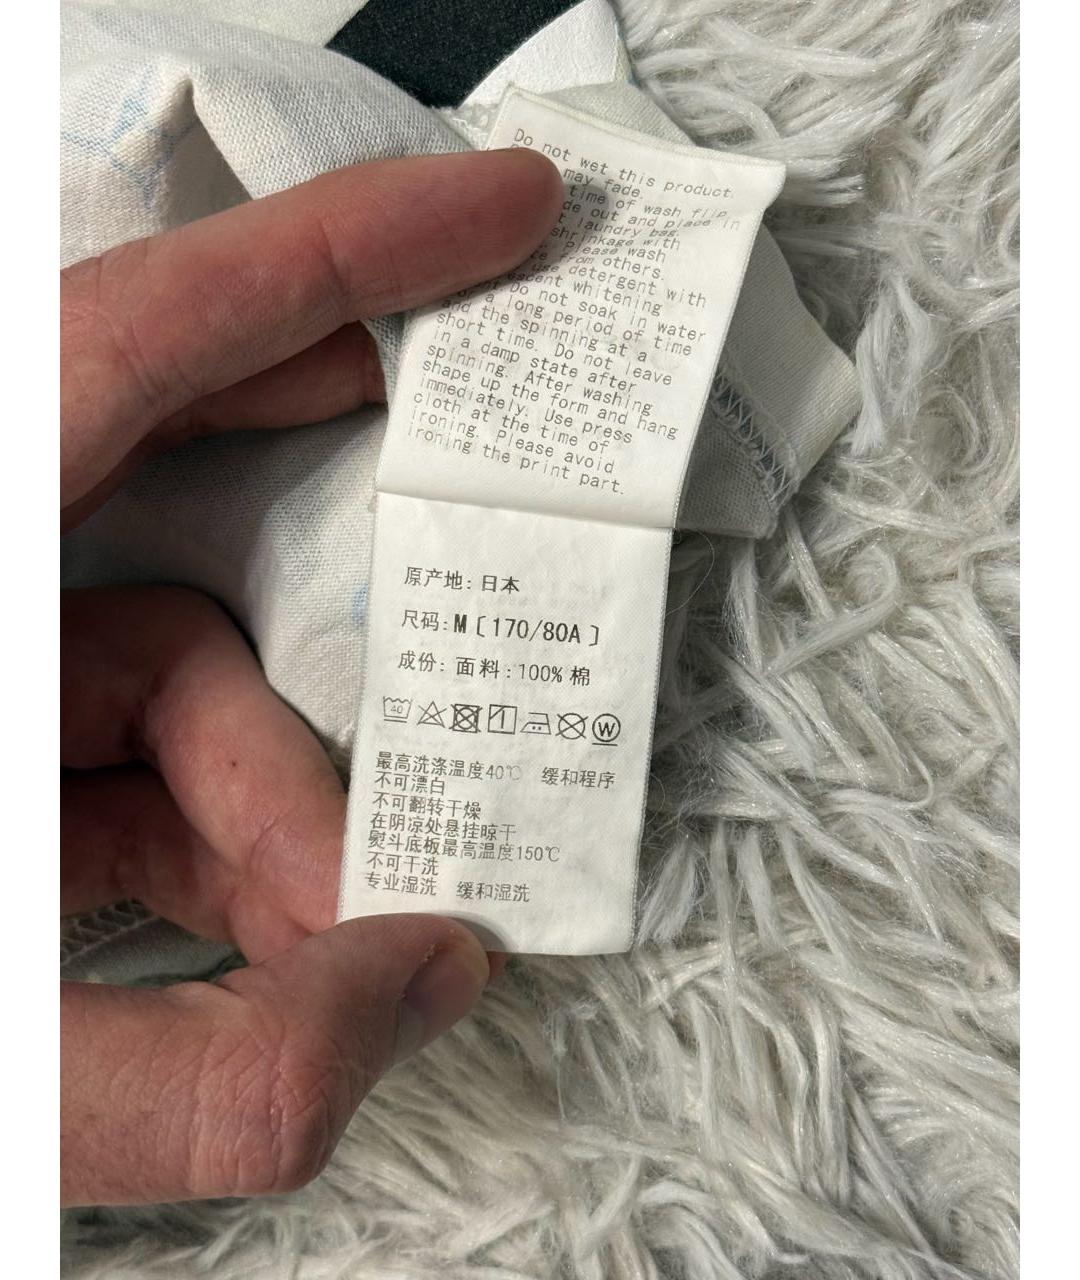 Do not wet this product.
may fade.
time of wash flip
de out and place in
t laundry bag.
shrinkage with
. Please wash
te from others.
use detergent with
escent whitening
Do not soak in water
or a long period of time
and the spinning at a
short time. Do not leave
in a damp state after
spinning. After washing
shape up the form and hang
immediately. Use press
cloth at the time of
ironing. Please avoid
ironing the print part.
原产地: 日本
尺码: M [ 170/80A ]
成份: 面料: 100% 棉
40 1 W
最高洗涤温度40℃ 缓和程序
不可漂白
不可翻转干燥
在阴凉处悬挂晾干
熨斗底板最高温度150℃
不可干洗
专业湿洗 缓和湿洗